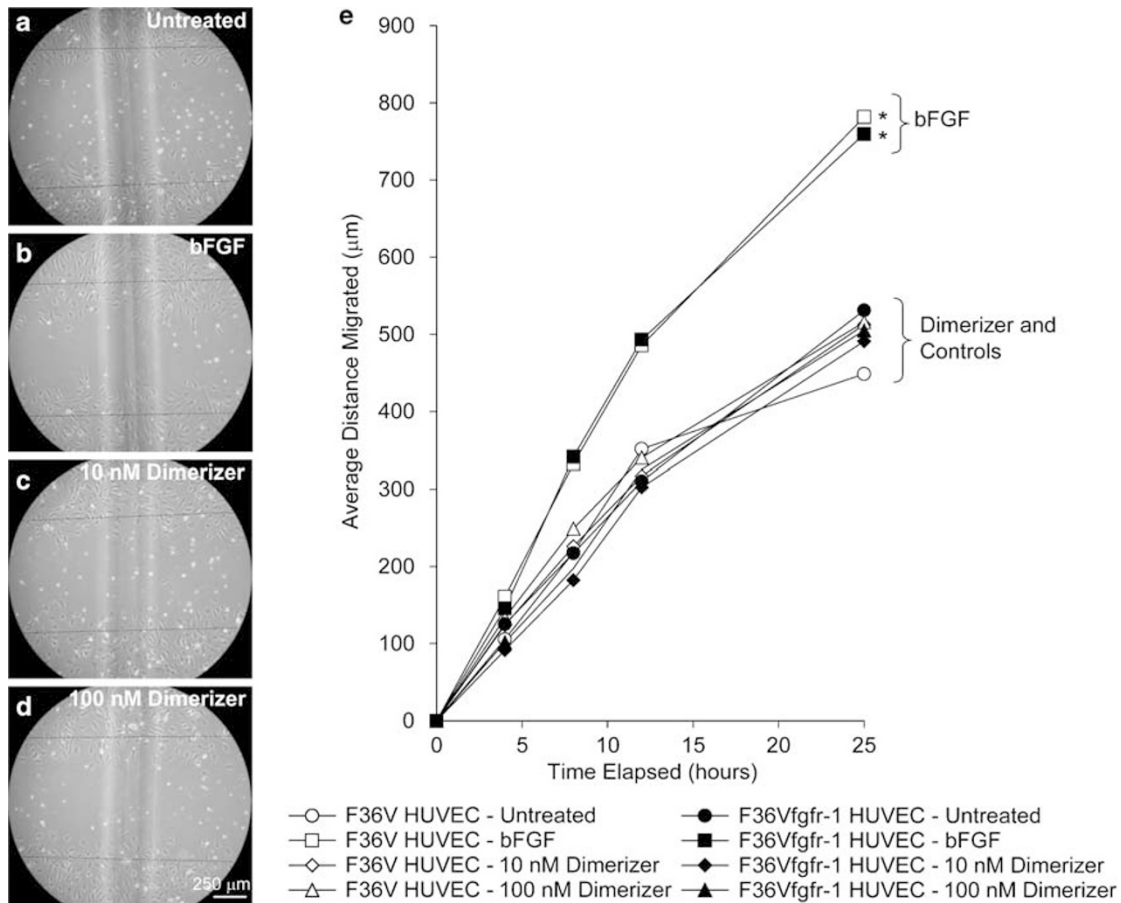 a
Untreated
b
bFGF
c
10 nM Dimerizer
d
100 nM Dimerizer
250 μm
e
900
800
700
600
500
400
300
200
100
0
Average Distance Migrated (μm)
0 5 10 15 20 25
Time Elapsed (hours)
*
*
bFGF
Dimerizer and
Controls
F36V HUVEC - Untreated
F36V HUVEC - bFGF
F36V HUVEC - 10 nM Dimerizer
F36V HUVEC - 100 nM Dimerizer
F36Vfgfr-1 HUVEC - Untreated
F36Vfgfr-1 HUVEC - bFGF
F36Vfgfr-1 HUVEC - 10 nM Dimerizer
F36Vfgfr-1 HUVEC - 100 nM Dimerizer